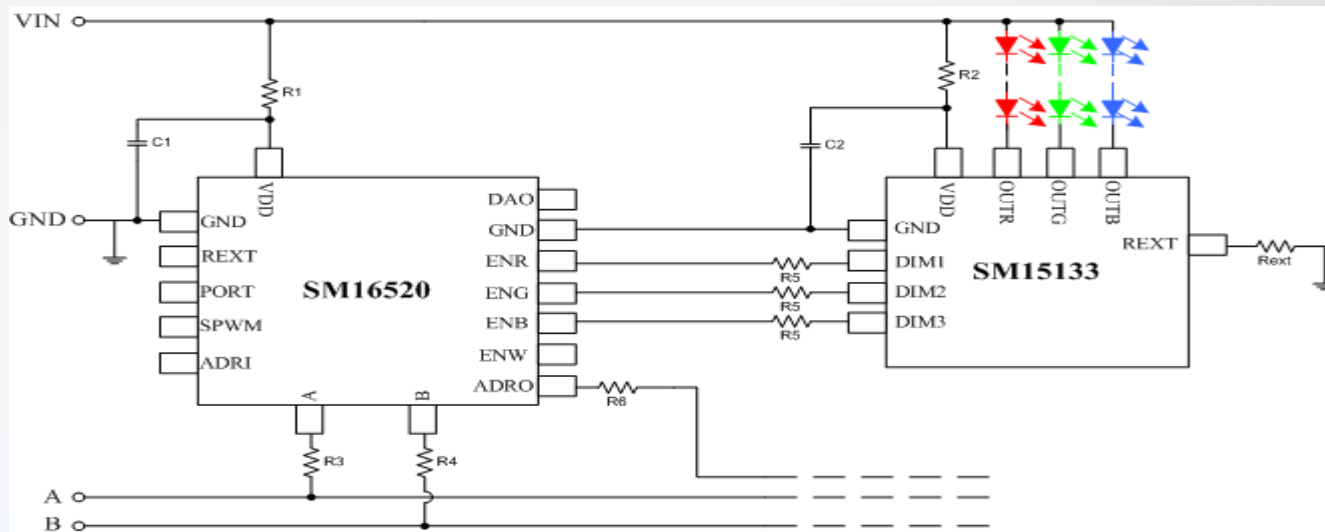 VIN
R1
C1
R2
C2
VDD
GND
GND
REXT
PORT
SPWM
ADRI
SM16520
DAO
GND
ENR
ENG
ENB
ENW
ADRO
A
B
R5
R5
R5
R6
R3
R4
VDD
OUTR
OUTG
OUTB
GND
DIM1
DIM2
DIM3
SM15133
REXT
Rext
A
B